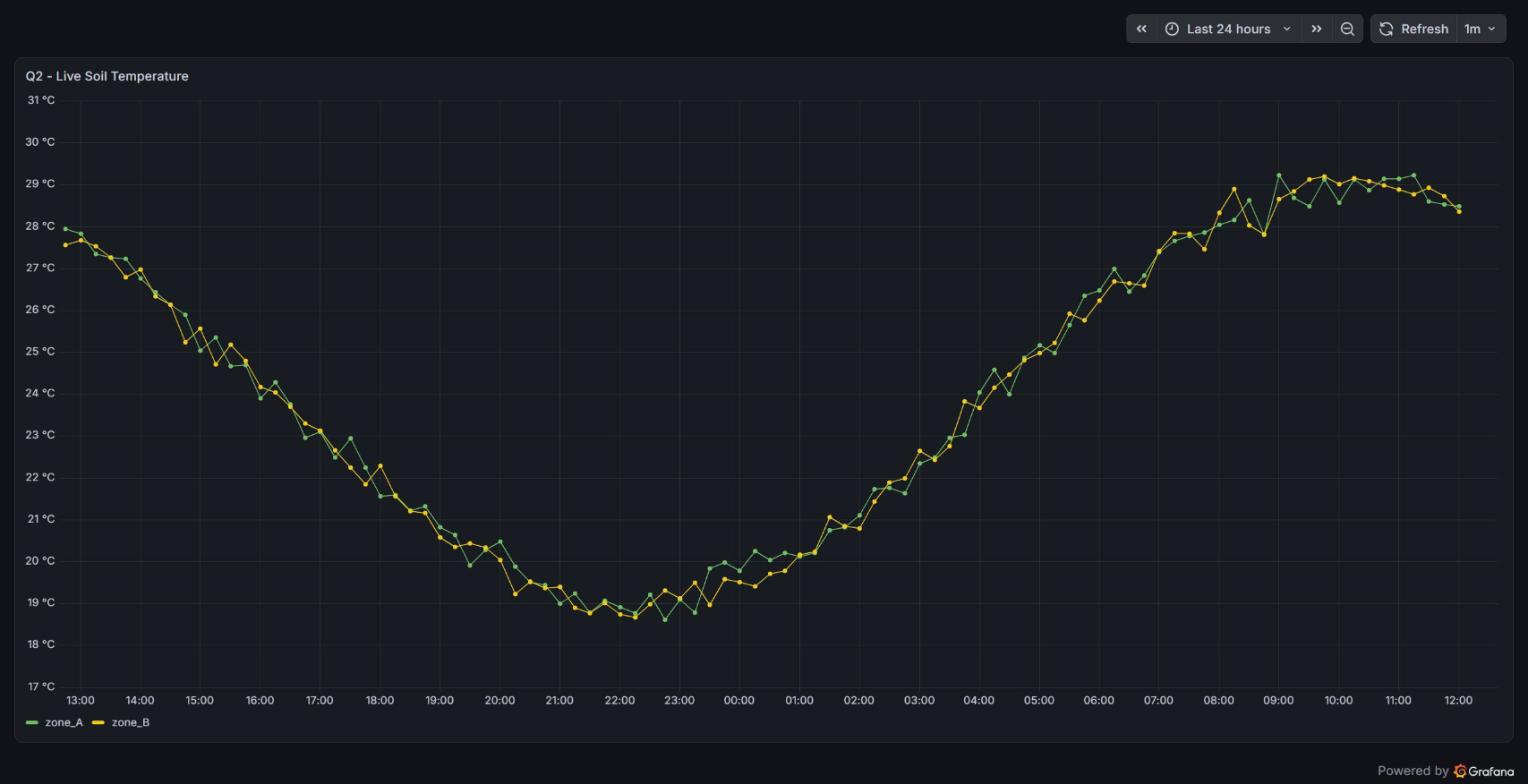 Last 24 hours Refresh 1m
Q2 - Live Soil Temperature
31 °C
30 °C
29 °C
28 °C
27 °C
26 °C
25 °C
24 °C
23 °C
22 °C
21 °C
20 °C
19 °C
18 °C
17 °C
13:00 14:00 15:00 16:00 17:00 18:00 19:00 20:00 21:00 22:00 23:00 00:00 01:00 02:00 03:00 04:00 05:00 06:00 07:00 08:00 09:00 10:00 11:00 12:00
zone_A zone_B
Powered by Grafana